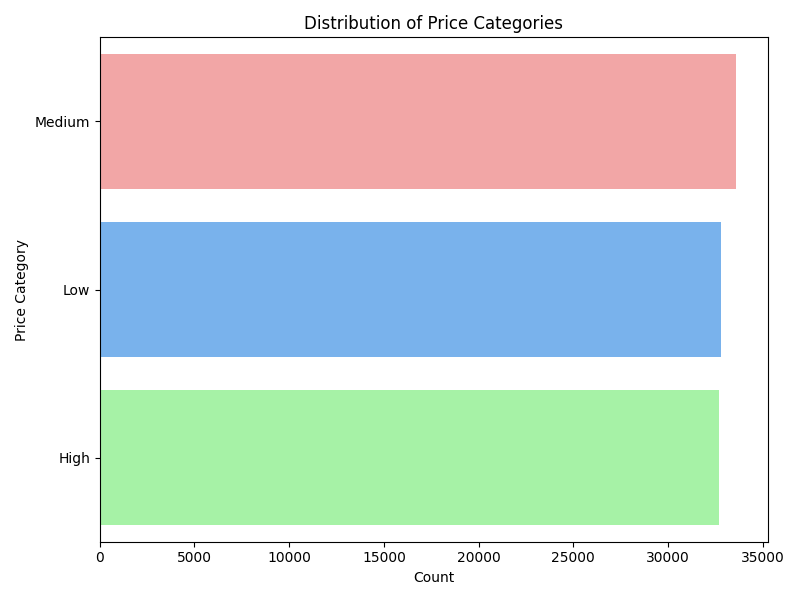 Distribution of Price Categories
Medium
Low
High
Price Category
0 5000 10000 15000 20000 25000 30000 35000
Count